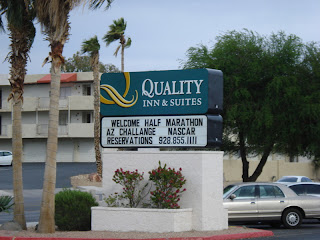 QUALITY
INN & SUITES
WELCOME HALF MARATHON
AZ CHALLANGE NASCAR
RESERVATIONS 928.855.1111